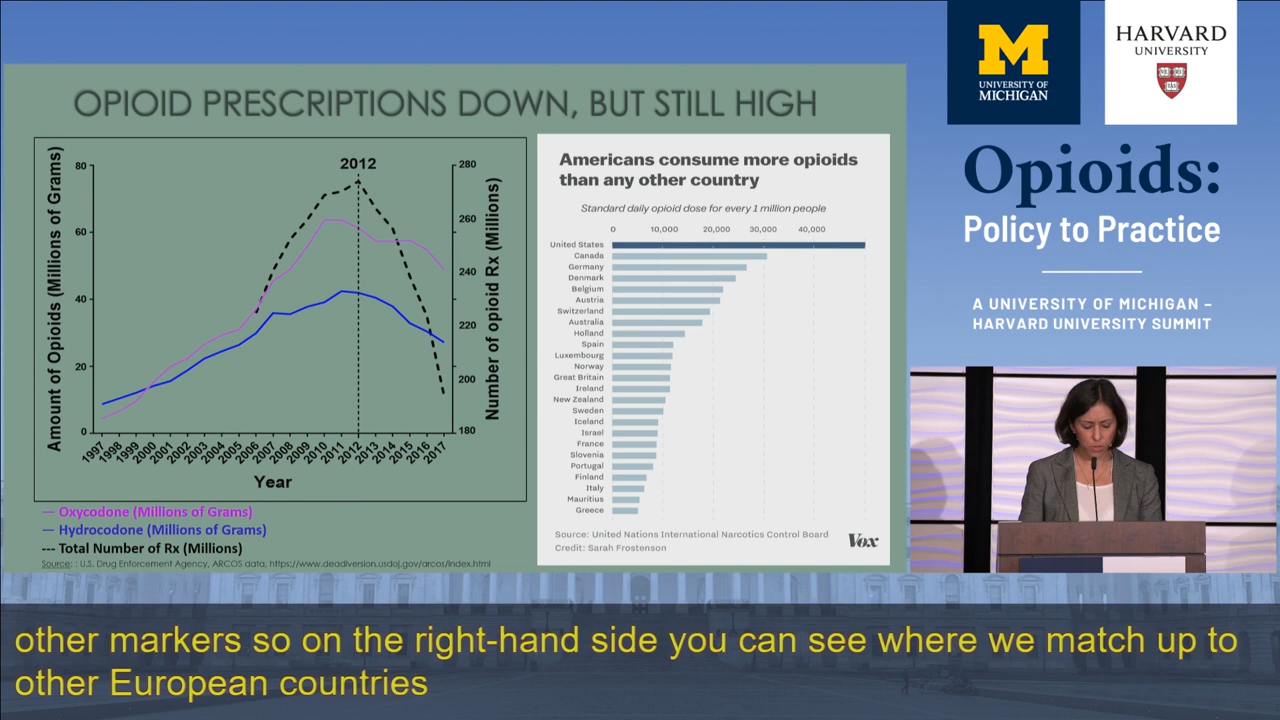 OPIOID PRESCRIPTIONS DOWN, BUT STILL HIGH
Amount of Opioids (Millions of Grams)
80
60
40
20
0
2012
280
260
240
220
200
180
Number of opioid Rx (Millions)
1997
1998
1999
2000
2001
2002
2003
2004
2005
2006
2007
2008
2009
2010
2011
2012
2013
2014
2015
2016
2017
Year
Oxycodone (Millions of Grams)
Hydrocodone (Millions of Grams)
--- Total Number of Rx (Millions)
Source: : U.S. Drug Enforcement Agency, ARCOS data, https://www.deadiversion.usdoj.gov/arcos/index.html
Americans consume more opioids
than any other country
Standard daily opioid dose for every 1 million people
0 10,000 20,000 30,000 40,000
United States
Canada
Germany
Denmark
Belgium
Austria
Switzerland
Australia
Holland
Spain
Luxembourg
Norway
Great Britain
Ireland
New Zealand
Sweden
Iceland
Israel
France
Slovenia
Portugal
Finland
Italy
Mauritius
Greece
Source: United Nations International Narcotics Control Board
Credit: Sarah Frostenson
Vox
M
UNIVERSITY OF
MICHIGAN
HARVARD
UNIVERSITY
Opioids:
Policy to Practice
A UNIVERSITY OF MICHIGAN –
HARVARD UNIVERSITY SUMMIT
other markers so on the right-hand side you can see where we match up to
other European countries